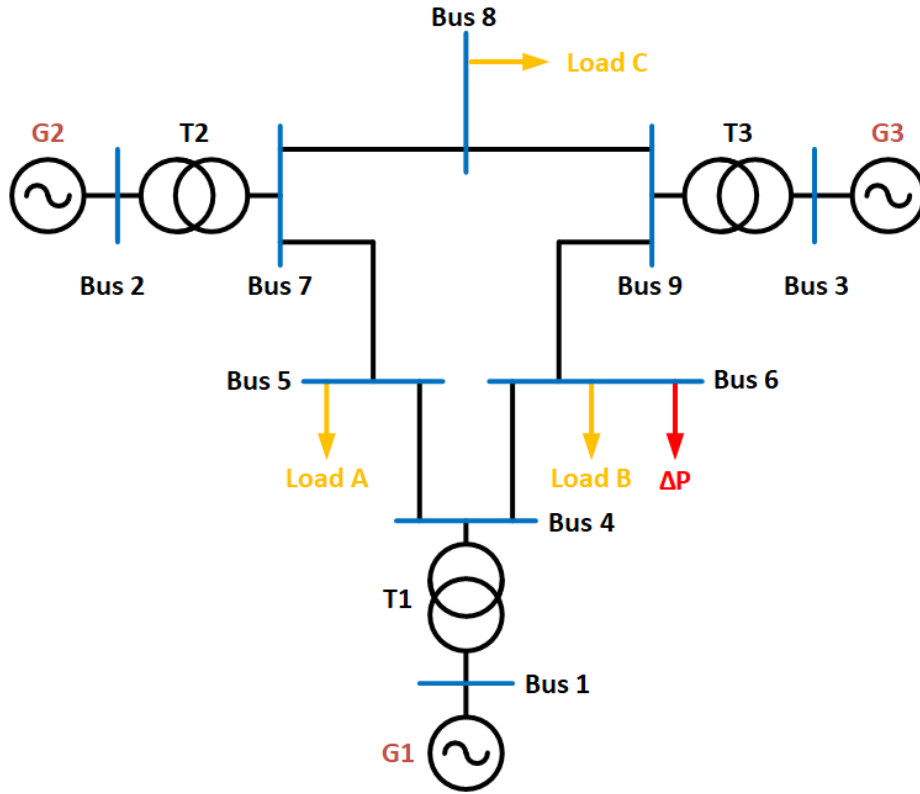 Bus 8
Load C
G2
T2
T3
G3
Bus 2
Bus 7
Bus 9
Bus 3
Bus 5
Bus 6
Load A
Load B
ΔP
Bus 4
T1
Bus 1
G1